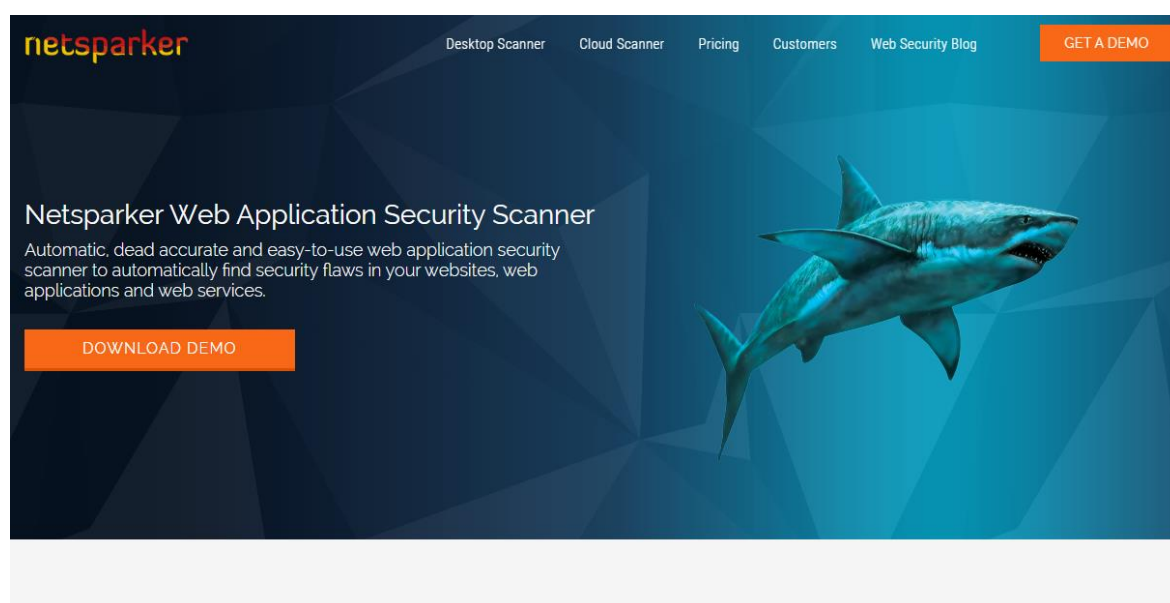 netsparker
Desktop Scanner
Cloud Scanner
Pricing
Customers
Web Security Blog
GET A DEMO
Netsparker Web Application Security Scanner
Automatic, dead accurate and easy-to-use web application security
scanner to automatically find security flaws in your websites, web
applications and web services.
DOWNLOAD DEMO